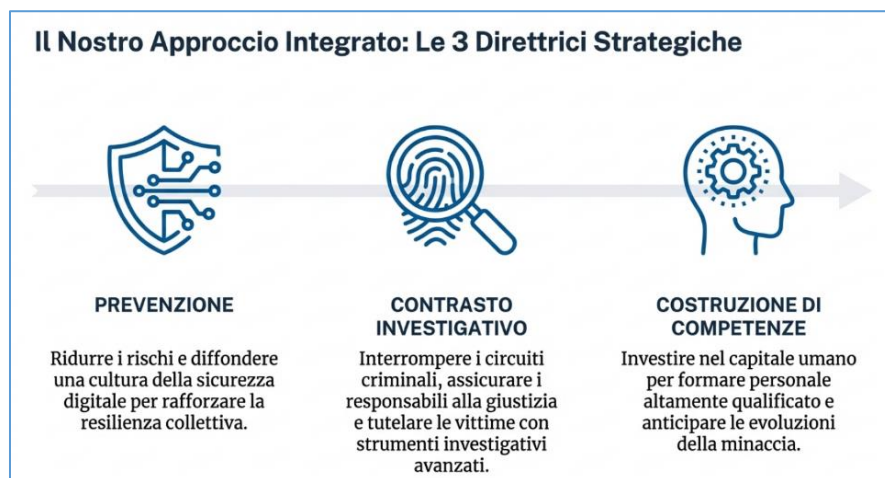 Il Nostro Approccio Integrato: Le 3 Direttrici Strategiche
PREVENZIONE
Ridurre i rischi e diffondere
una cultura della sicurezza
digitale per rafforzare la
resilienza collettiva.
CONTRASTO
INVESTIGATIVO
Interrompere i circuiti
criminali, assicurare i
responsabili alla giustizia
e tutelare le vittime con
strumenti investigativi
avanzati.
COSTRUZIONE DI
COMPETENZE
Investire nel capitale umano
per formare personale
altamente qualificato e
anticipare le evoluzioni
della minaccia.